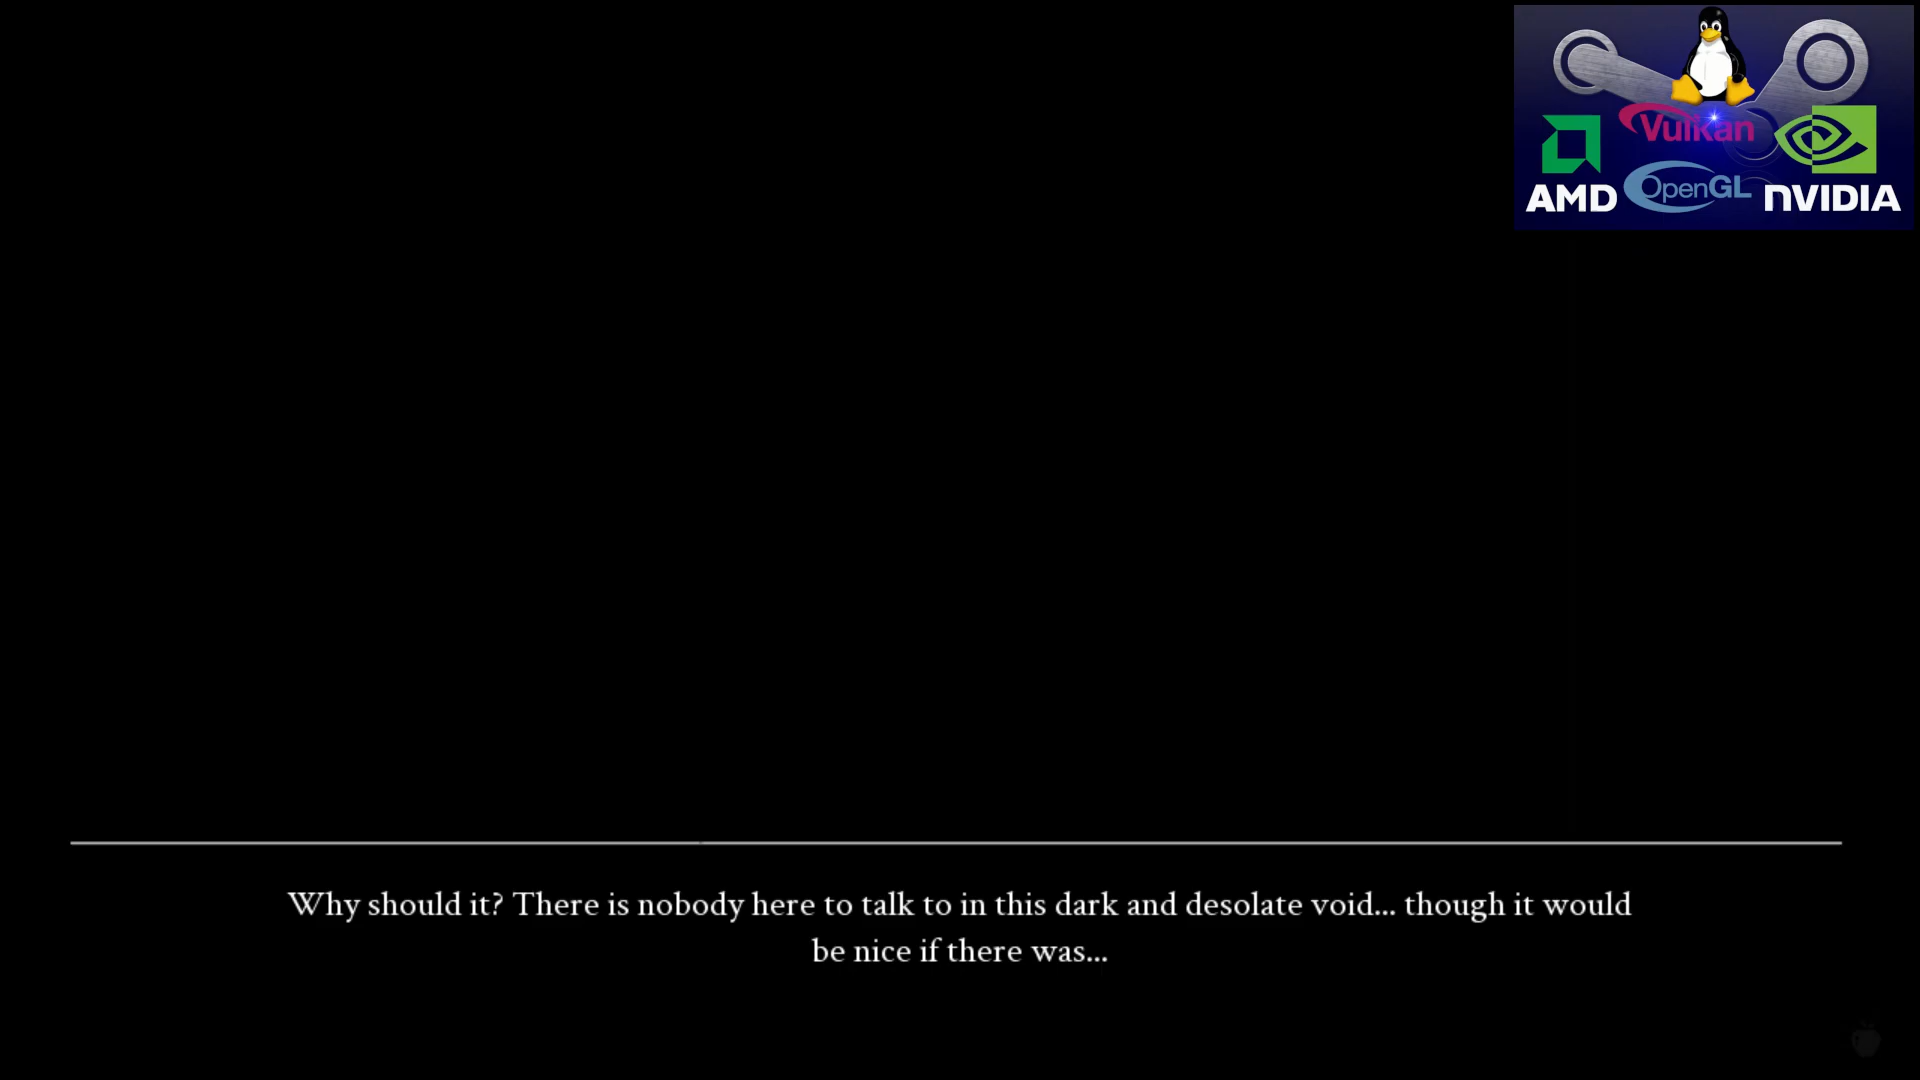 Vulkan
AMD
OpenGL
NVIDIA
Why should it? There is nobody here to talk to in this dark and desolate void... though it would
be nice if there was...